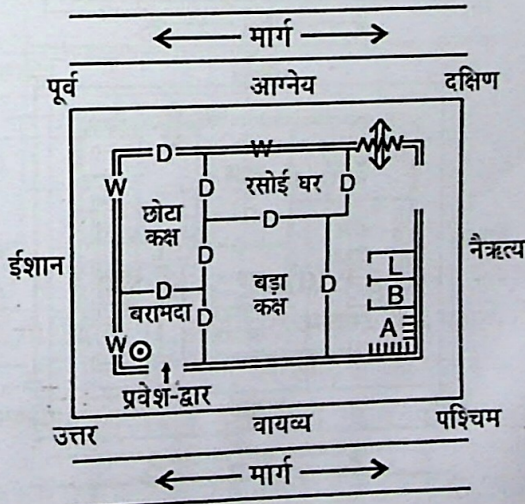 मार्ग
पूर्व आग्नेय दक्षिण
D W
W D रसोई घर D
छोटा कक्ष D
ईशान D बड़ा कक्ष D L नैऋत्य
D B
बरामदा D A
W
प्रवेश-द्वार
उत्तर वायव्य पश्चिम
मार्ग